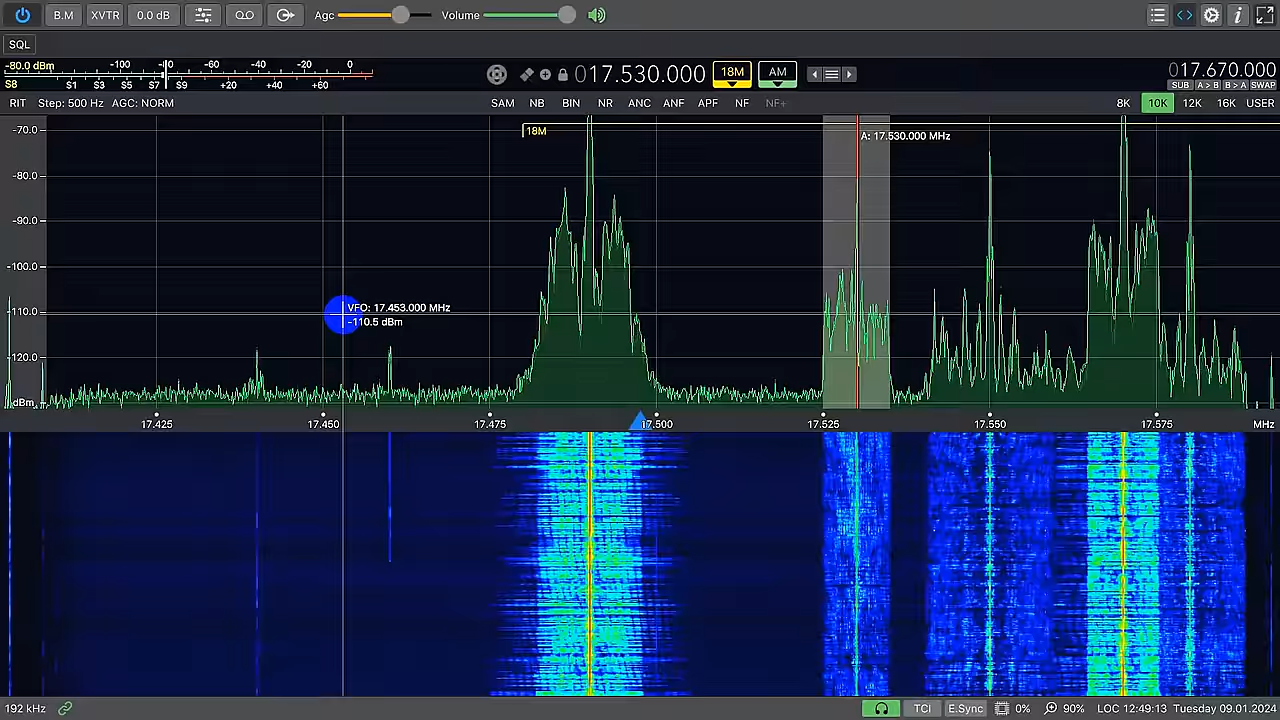 B.M XVTR 0.0 dB Agc Volume
SQL
-80.0 dBm -100 -80 -60 -40 -20 0
S1 S3 S5 S7 S9 +20 +40 +60
017.530.000 18M AM 017.670.000
SUB A > B B > A SWAP
RIT Step: 500 Hz AGC: NORM SAM NB BIN NR ANC ANF APF NF NF+ 8K 10K 12K 16K USER
-70.0
18M
A: 17.530.000 MHz
-80.0
-90.0
-100.0
VFO: 17.453.000 MHz
-110.0
-110.5 dBm
-120.0
dBm
17.425 17.450 17.475 17.500 17.525 17.550 17.575 MHz
192 kHz TCI E.Sync 0% 90% LOC 12:49:13 Tuesday 09.01.2024